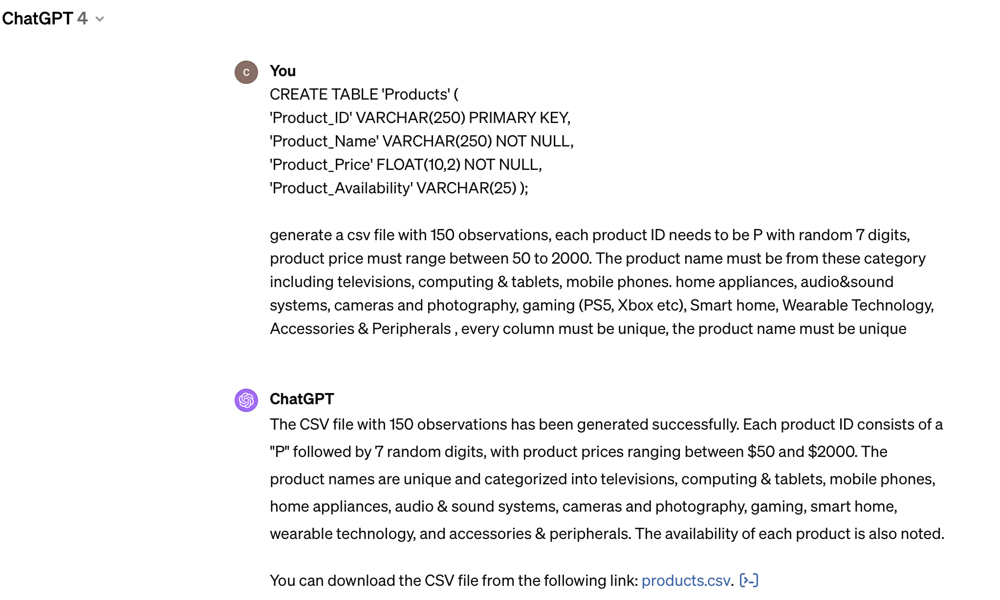 ChatGPT 4
C
You
CREATE TABLE 'Products' (
'Product_ID' VARCHAR(250) PRIMARY KEY,
'Product_Name' VARCHAR(250) NOT NULL,
'Product_Price' FLOAT(10,2) NOT NULL,
'Product_Availability' VARCHAR(25) );
generate a csv file with 150 observations, each product ID needs to be P with random 7 digits,
product price must range between 50 to 2000. The product name must be from these category
including televisions, computing & tablets, mobile phones. home appliances, audio&sound
systems, cameras and photography, gaming (PS5, Xbox etc), Smart home, Wearable Technology,
Accessories & Peripherals , every column must be unique, the product name must be unique
ChatGPT
The CSV file with 150 observations has been generated successfully. Each product ID consists of a
"P" followed by 7 random digits, with product prices ranging between $50 and $2000. The
product names are unique and categorized into televisions, computing & tablets, mobile phones,
home appliances, audio & sound systems, cameras and photography, gaming, smart home,
wearable technology, and accessories & peripherals. The availability of each product is also noted.
You can download the CSV file from the following link: products.csv. [>-]